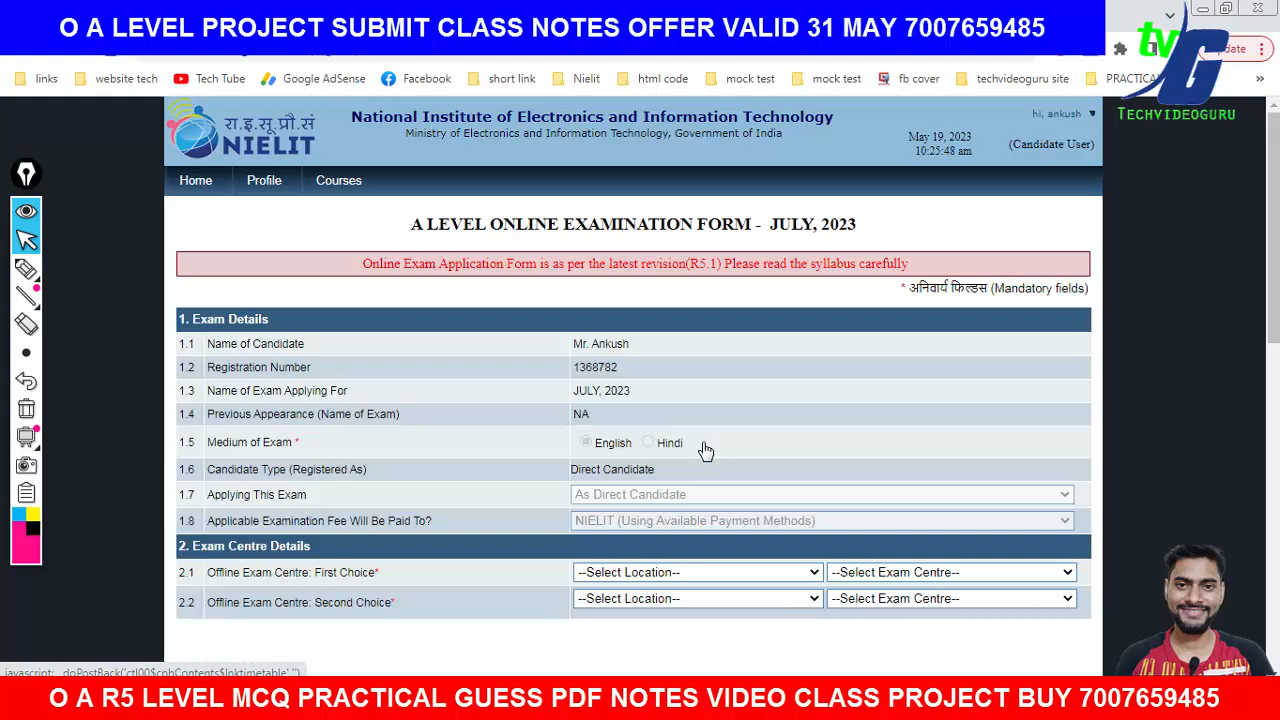 O A LEVEL PROJECT SUBMIT CLASS NOTES OFFER VALID 31 MAY 7007659485
tv
G
TECHVIDEOGURU
links website tech Tech Tube Google AdSense Facebook short link Nielit html code mock test mock test fb cover techvideoguru site »
रा.इ.सू.प्रौ.सं
NIELIT
National Institute of Electronics and Information Technology
Ministry of Electronics and Information Technology, Government of India
hi, ankush
May 19, 2023
10:25:48 am
(Candidate User)
Home Profile Courses
A LEVEL ONLINE EXAMINATION FORM - JULY, 2023
Online Exam Application Form is as per the latest revision(R5.1) Please read the syllabus carefully
* अनिवार्य फिल्डस (Mandatory fields)
1. Exam Details
1.1 Name of Candidate Mr. Ankush
1.2 Registration Number 1368782
1.3 Name of Exam Applying For JULY, 2023
1.4 Previous Appearance (Name of Exam) NA
1.5 Medium of Exam * English Hindi
1.6 Candidate Type (Registered As) Direct Candidate
1.7 Applying This Exam As Direct Candidate
1.8 Applicable Examination Fee Will Be Paid To? NIELIT (Using Available Payment Methods)
2. Exam Centre Details
2.1 Offline Exam Centre: First Choice* --Select Location-- --Select Exam Centre--
2.2 Offline Exam Centre: Second Choice* --Select Location-- --Select Exam Centre--
O A R5 LEVEL MCQ PRACTICAL GUESS PDF NOTES VIDEO CLASS PROJECT BUY 7007659485